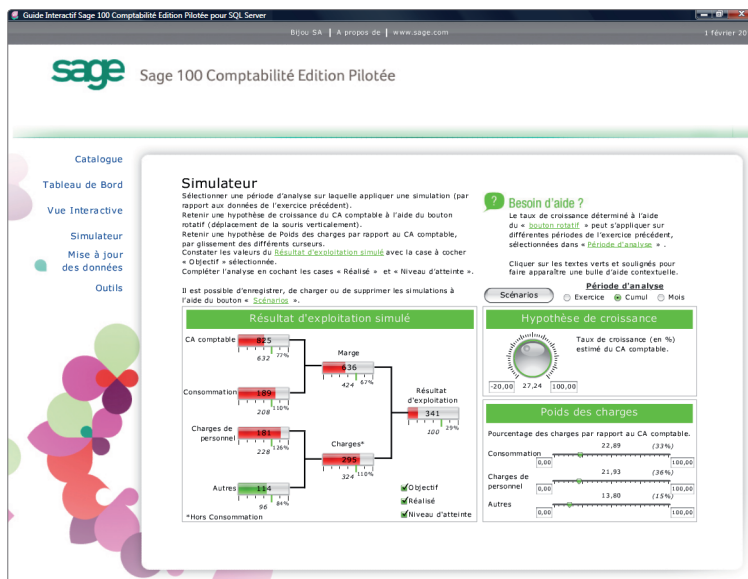 Guide Interactif Sage 100 Comptabilité Edition Pilotée pour SQL Server
Bijou SA | A propos de | www.sage.com
1 février 20
sage
Sage 100 Comptabilité Edition Pilotée
Catalogue
Tableau de Bord
Vue Interactive
Simulateur
Mise à jour
des données
Outils
Simulateur
Sélectionner une période d'analyse sur laquelle appliquer une simulation (par
rapport aux données de l'exercice précédent).
Retenir une hypothèse de croissance du CA comptable à l'aide du bouton
rotatif (déplacement de la souris verticalement).
Retenir une hypothèse de Poids des charges par rapport au CA comptable,
par glissement des différents curseurs.
Constater les valeurs du Résultat d'exploitation simulé avec la case à cocher
« Objectif » sélectionnée.
Compléter l'analyse en cochant les cases « Réalisé » et « Niveau d'atteinte ».
Il est possible d'enregistrer, de charger ou de supprimer les simulations à
l'aide du bouton « Scénarios ».
? Besoin d'aide ?
Le taux de croissance déterminé à l'aide
du « bouton rotatif » peut s'appliquer sur
différentes périodes de l'exercice précédent,
sélectionnées dans « Période d'analyse » .
Cliquer sur les textes verts et soulignés pour
faire apparaître une bulle d'aide contextuelle.
Scénarios
Période d'analyse
Exercice Cumul Mois
Résultat d'exploitation simulé
CA comptable 825
632 77%
Marge
636
424 67%
Consommation 189
208 110%
Résultat
d'exploitation
341
100 29%
Charges de
personnel
181
228 126%
Charges*
295
324 110%
Autres 114
96 84%
*Hors Consommation
Objectif
Réalisé
Niveau d'atteinte
Hypothèse de croissance
Taux de croissance (en %)
estimé du CA comptable.
-20,00 27,24 100,00
Poids des charges
Pourcentage des charges par rapport au CA comptable.
22,89 (33%)
Consommation
0,00 100,00
21,93 (36%)
Charges de
personnel
0,00 100,00
13,80 (15%)
Autres
0,00 100,00